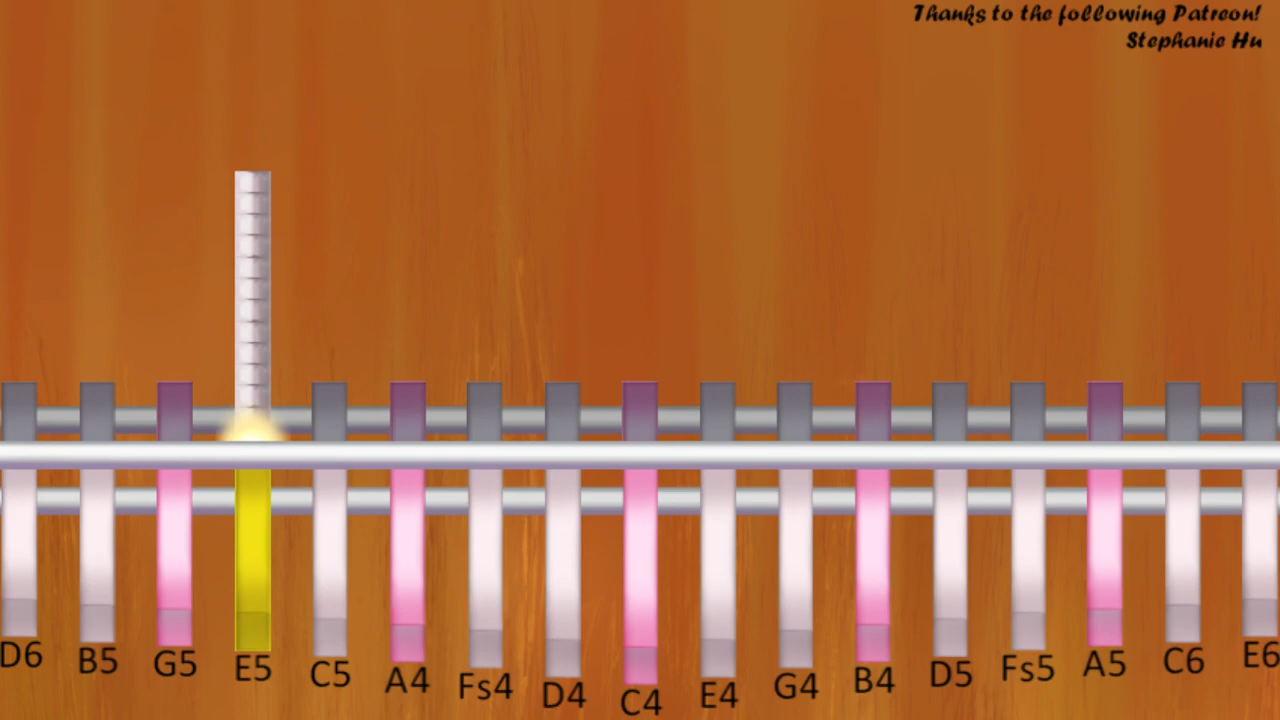 Thanks to the following Patreon!
Stephanie Hu
D6 B5 G5 E5 C5 A4 Fs4 D4 C4 E4 G4 B4 D5 Fs5 A5 C6 E6